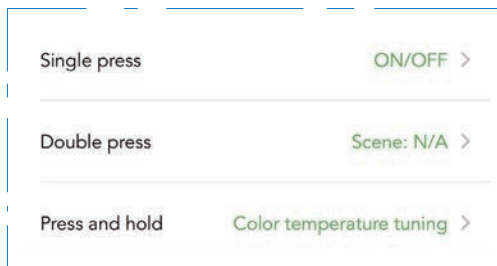 Single press ON/OFF >
Double press Scene: N/A >
Press and hold Color temperature tuning >